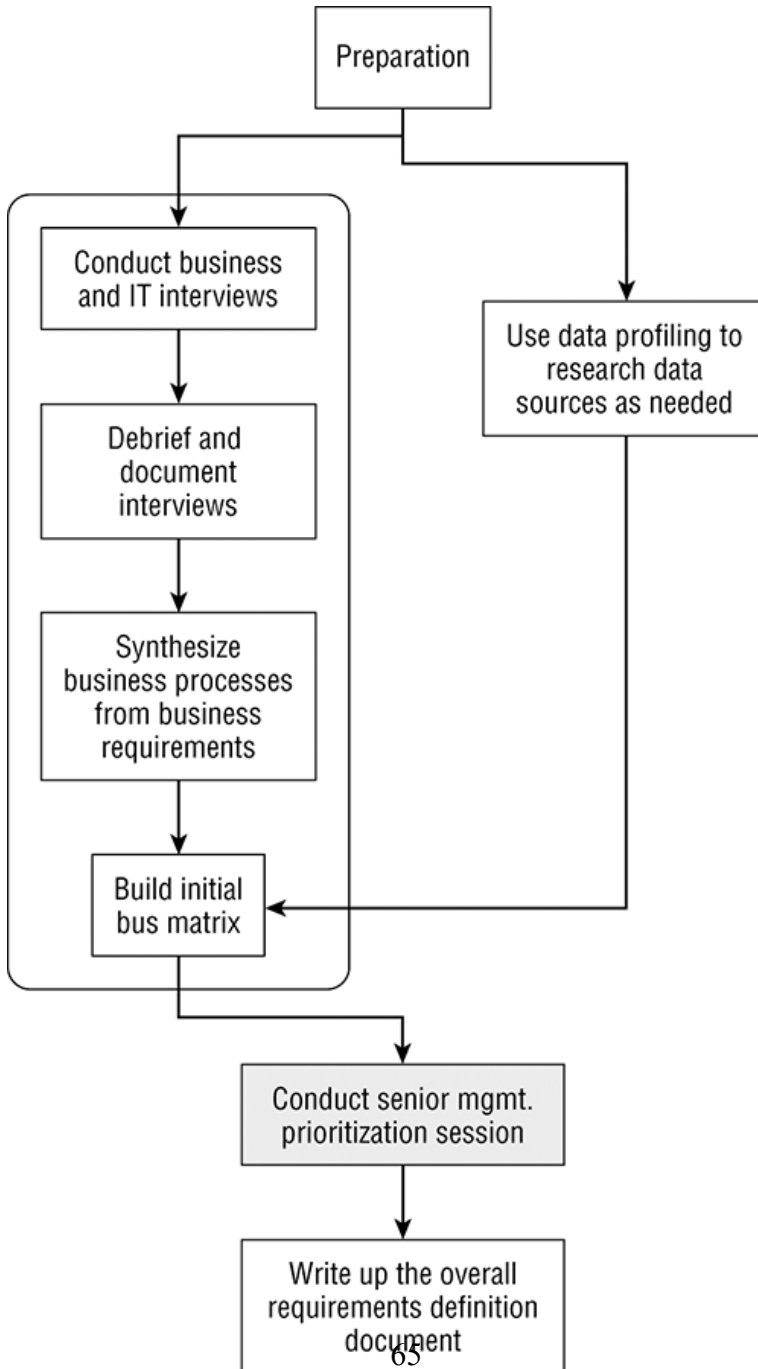 Preparation
Conduct business
and IT interviews
Use data profiling to
research data
sources as needed
Debrief and
document
interviews
Synthesize
business processes
from business
requirements
Build initial
bus matrix
Conduct senior mgmt.
prioritization session
Write up the overall
requirements definition
document
65